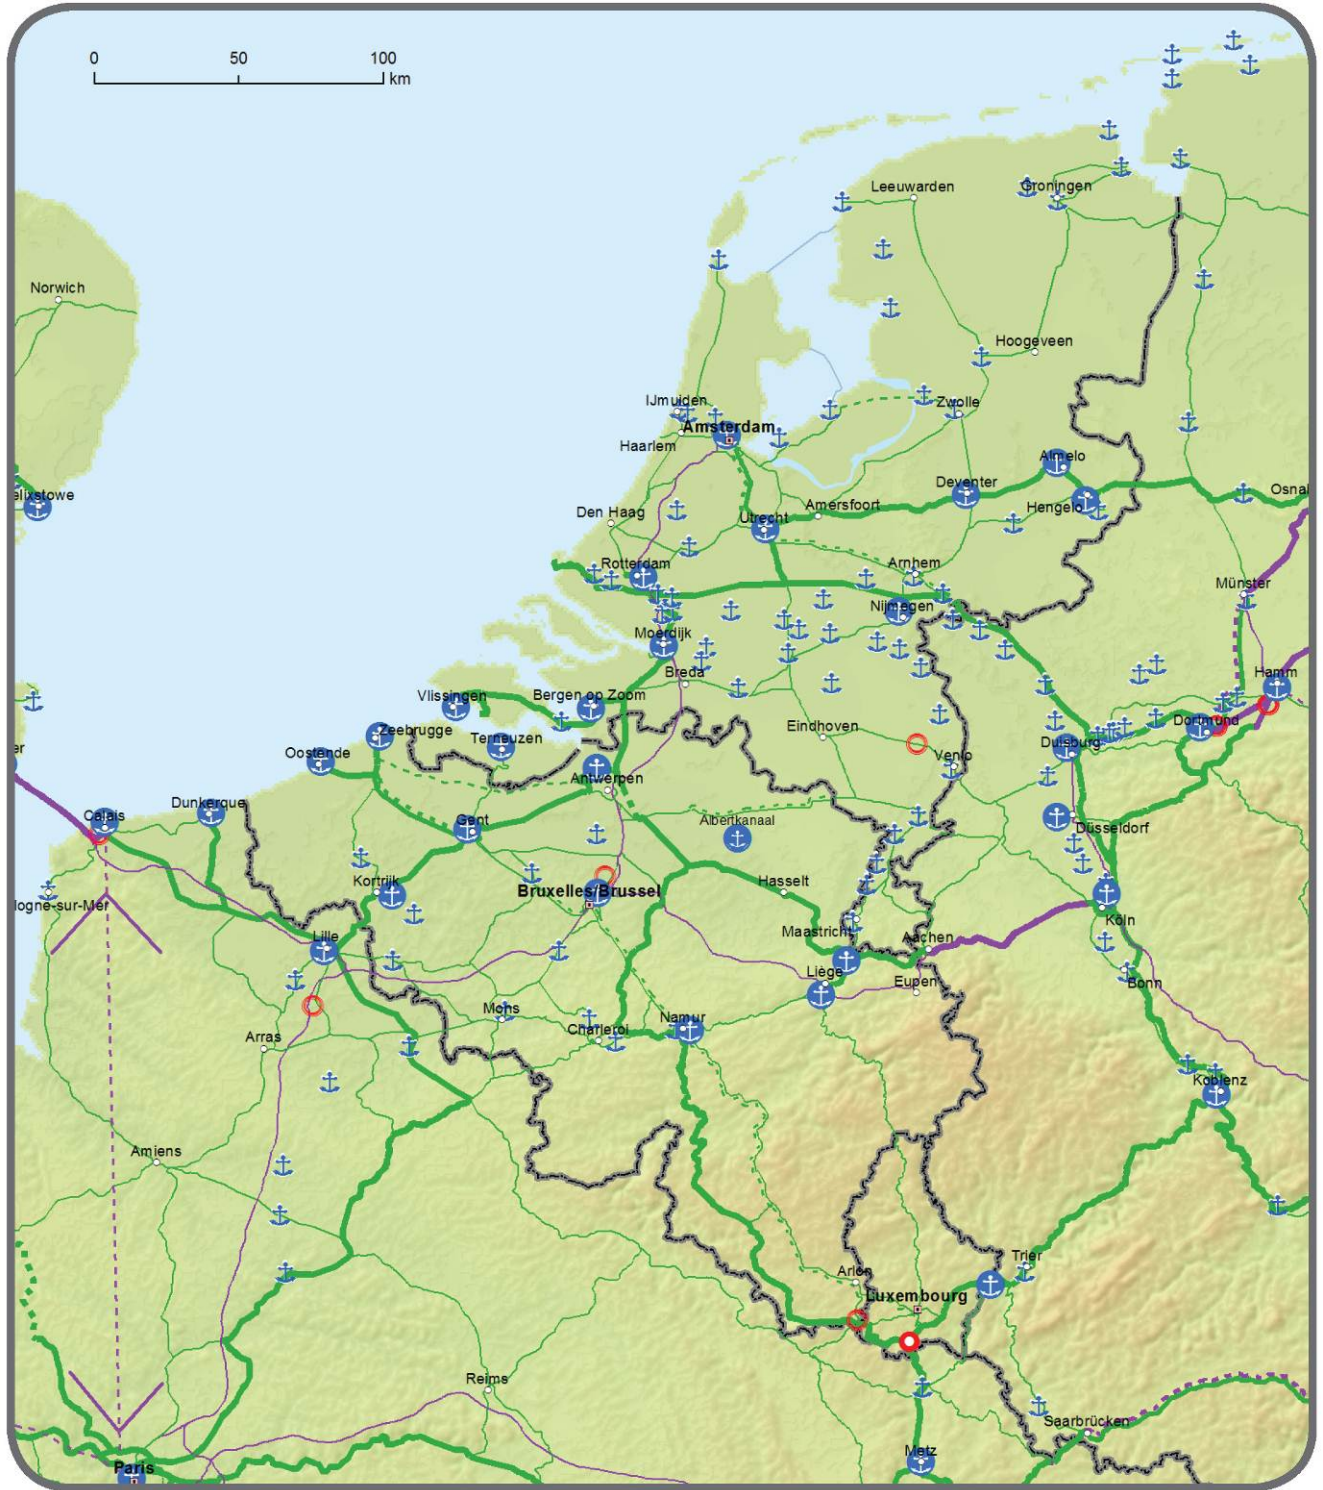 0 50 100
km
Leeuwarden
Groningen
Norwich
Hoogeveen
IJmuiden
Zwolle
Amsterdam
Haarlem
Almelo
Deventer
elixstowe
Osna
Hengelo
Amersfoort
Den Haag
Utrecht
Rotterdam
Arnhem
Münster
Nijmegen
Moerdijk
Breda
Hamm
Vlissingen
Bergen op Zoom
Dortmund
Eindhoven
Zeebrugge
Terneuzen
Duisburg
er
Oostende
Venlo
Antwerpen
Dunkerque
Calais
Gent
Albertkanaal
Düsseldorf
Kortrijk
Hasselt
Bruxelles/Brussel
logne-sur-Mer
Köln
Maastricht
Lille
Aachen
Liège
Eupen
Bonn
Mons
Namur
Charleroi
Arras
Koblenz
Amiens
Trier
Arlon
Luxembourg
Reims
Saarbrücken
Metz
Paris